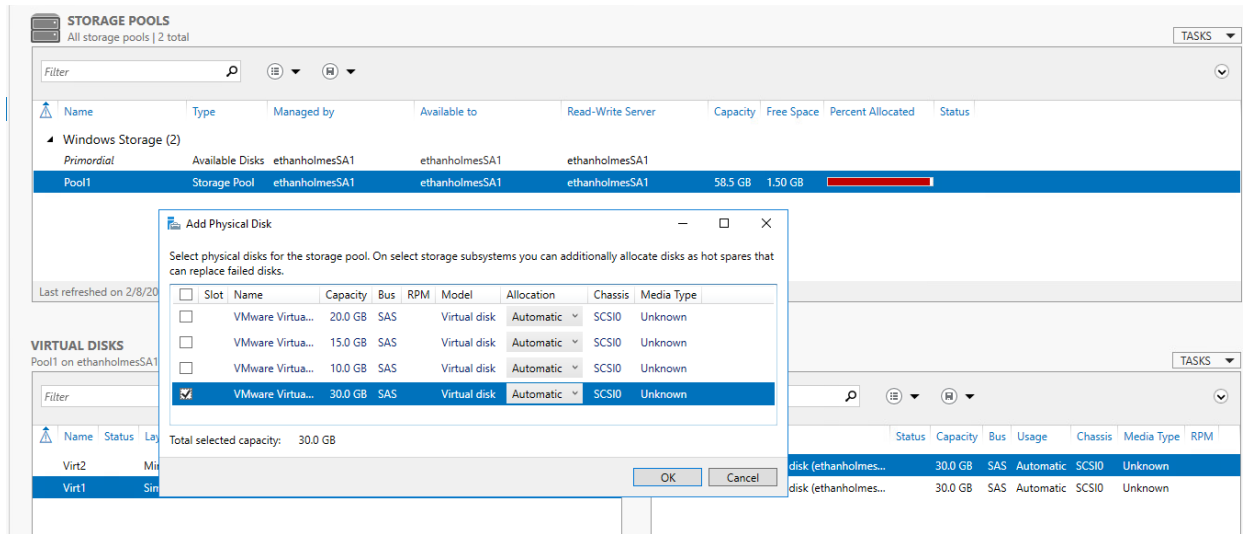 STORAGE POOLS
All storage pools | 2 total
TASKS
Filter
Name Type Managed by Available to Read-Write Server Capacity Free Space Percent Allocated Status
Windows Storage (2)
Primordial Available Disks ethanholmesSA1 ethanholmesSA1 ethanholmesSA1
Pool1 Storage Pool ethanholmesSA1 ethanholmesSA1 ethanholmesSA1 58.5 GB 1.50 GB
Add Physical Disk
Select physical disks for the storage pool. On select storage subsystems you can additionally allocate disks as hot spares that
can replace failed disks.
Slot Name Capacity Bus RPM Model Allocation Chassis Media Type
VMware Virtua... 20.0 GB SAS Virtual disk Automatic SCSI0 Unknown
VMware Virtua... 15.0 GB SAS Virtual disk Automatic SCSI0 Unknown
VMware Virtua... 10.0 GB SAS Virtual disk Automatic SCSI0 Unknown
VMware Virtua... 30.0 GB SAS Virtual disk Automatic SCSI0 Unknown
Total selected capacity: 30.0 GB
OK Cancel
Last refreshed on 2/8/20
VIRTUAL DISKS
Pool1 on ethanholmesSA1
TASKS
Filter
Name Status Lay
Virt2 Mir
Virt1 Sim
Status Capacity Bus Usage Chassis Media Type RPM
disk (ethanholmes... 30.0 GB SAS Automatic SCSI0 Unknown
disk (ethanholmes... 30.0 GB SAS Automatic SCSI0 Unknown